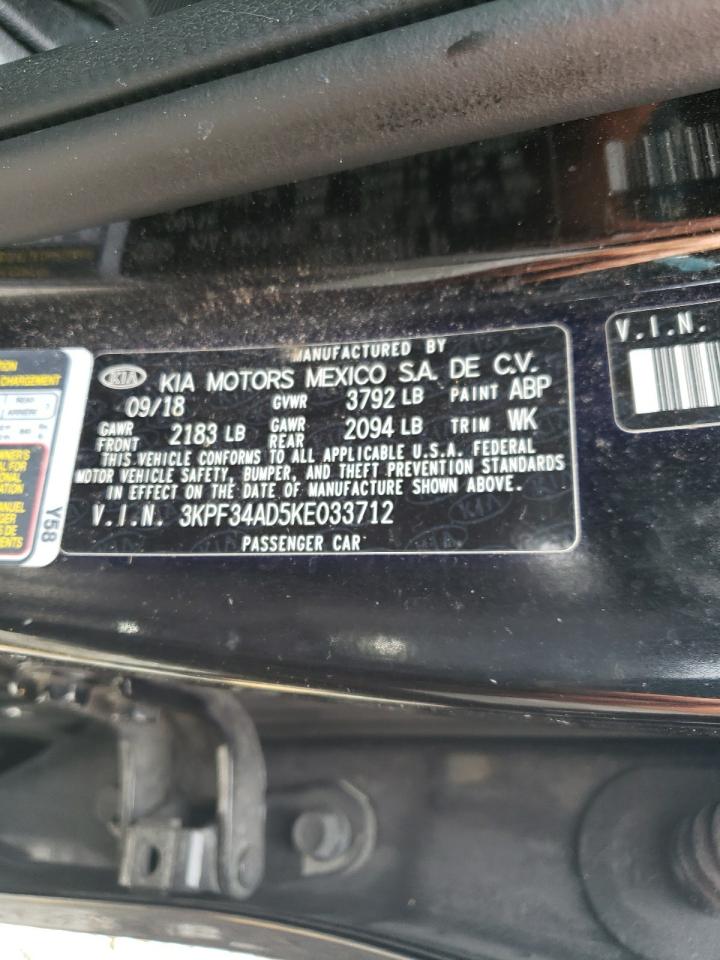 MANUFACTURED BY
KIA KIA MOTORS MEXICO S.A. DE C.V.
09/18 GVWR 3792 LB PAINT ABP
GAWR FRONT 2183 LB GAWR REAR 2094 LB TRIM WK
THIS VEHICLE CONFORMS TO ALL APPLICABLE U.S.A. FEDERAL
MOTOR VEHICLE SAFETY, BUMPER, AND THEFT PREVENTION STANDARDS
IN EFFECT ON THE DATE OF MANUFACTURE SHOWN ABOVE.
V.I.N. 3KPF34AD5KE033712
PASSENGER CAR
V.I.N.
CHARGEMENT
Y58